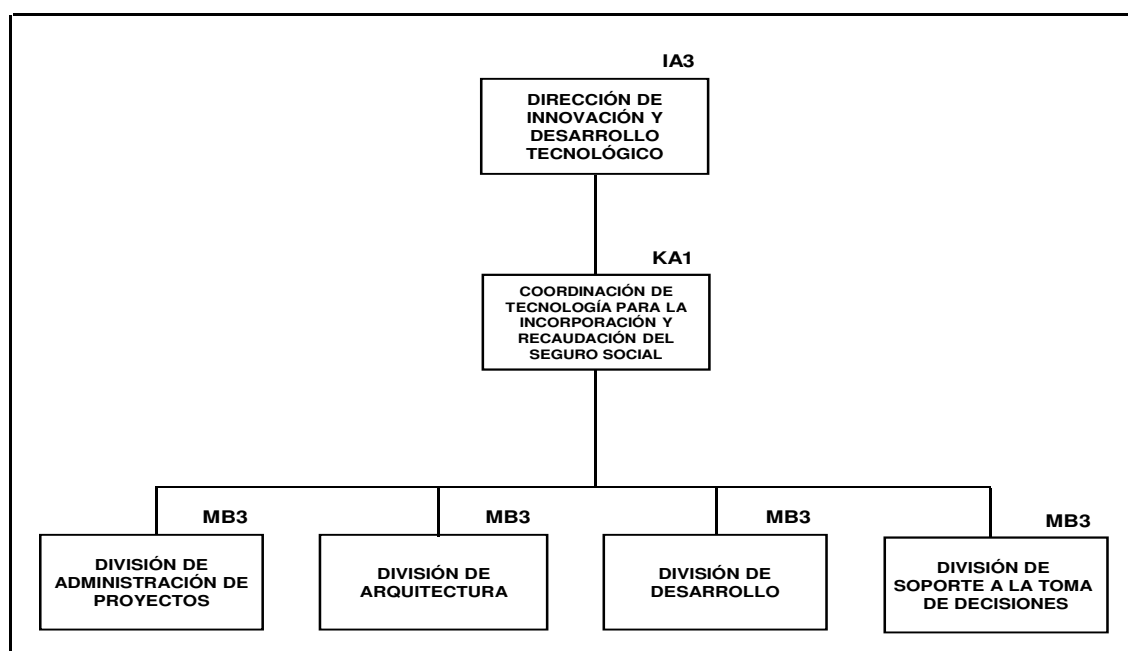 IA3
DIRECCIÓN DE
INNOVACIÓN Y
DESARROLLO
TECNOLÓGICO
KA1
COORDINACIÓN DE
TECNOLOGÍA PARA LA
INCORPORACIÓN Y
RECAUDACIÓN DEL
SEGURO SOCIAL
MB3
DIVISIÓN DE
ADMINISTRACIÓN DE
PROYECTOS
MB3
DIVISIÓN DE
ARQUITECTURA
MB3
DIVISIÓN DE
DESARROLLO
MB3
DIVISIÓN DE
SOPORTE A LA TOMA
DE DECISIONES